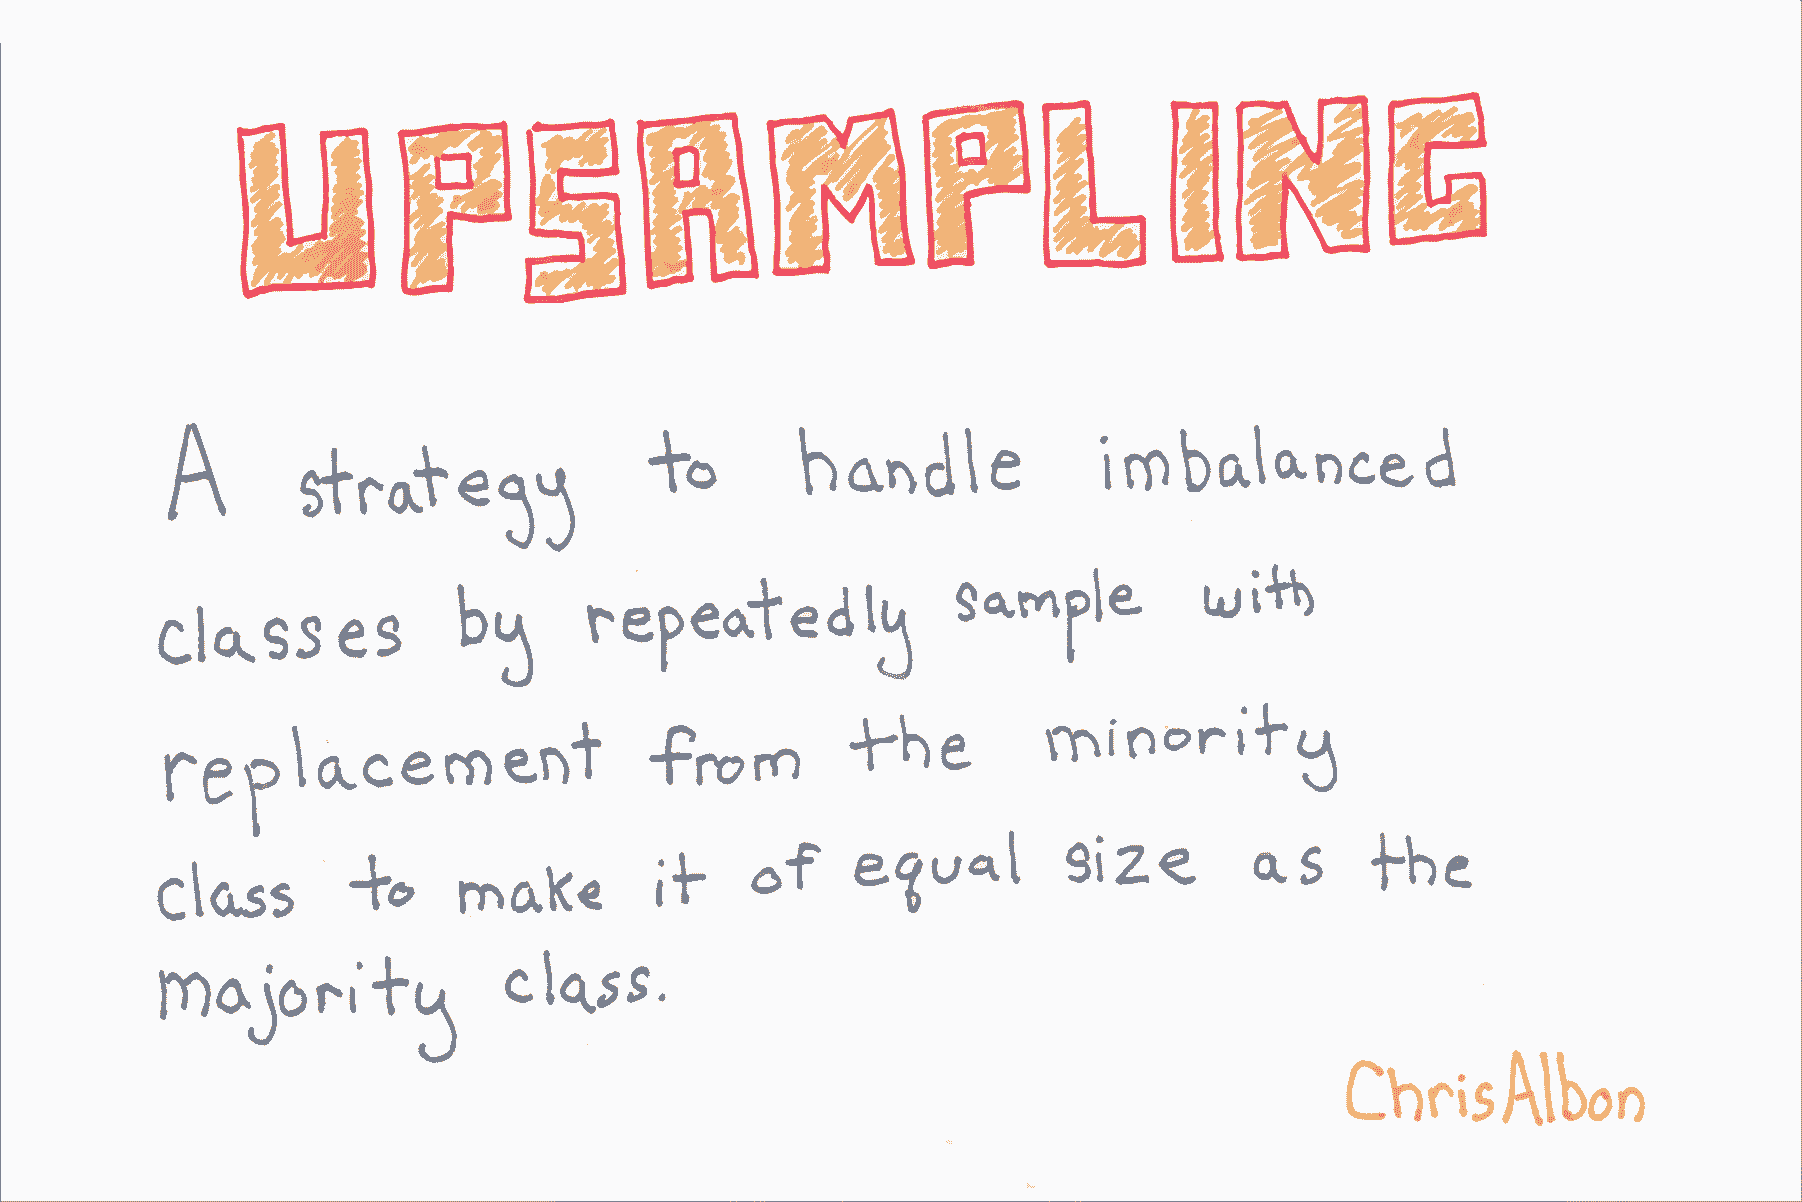 UPSAMPLING
A strategy to handle imbalanced
classes by repeatedly sample with
replacement from the minority
class to make it of equal size as the
majority class.
ChrisAlbon